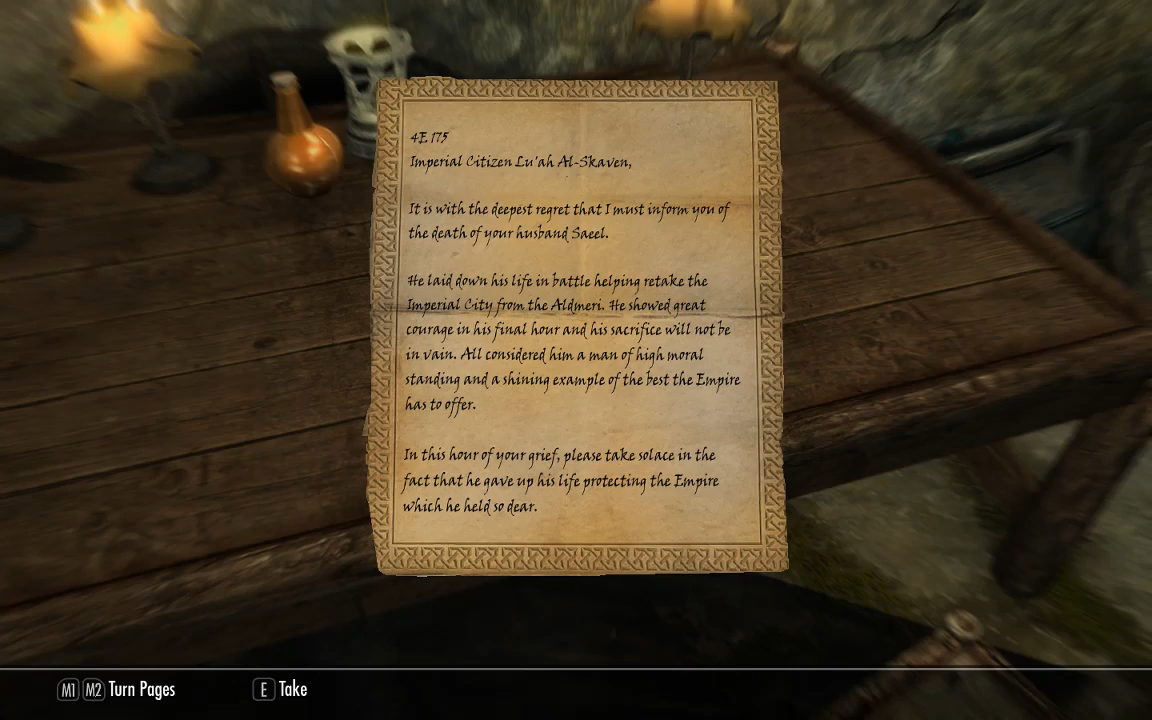 4E 175
Imperial Citizen Lu'ah Al-Skaven,
It is with the deepest regret that I must inform you of
the death of your husband Saeel.
He laid down his life in battle helping retake the
Imperial City from the Aldmeri. He showed great
courage in his final hour and his sacrifice will not be
in vain. All considered him a man of high moral
standing and a shining example of the best the Empire
has to offer.
In this hour of your grief, please take solace in the
fact that he gave up his life protecting the Empire
which he held so dear.
M1 M2 Turn Pages E Take